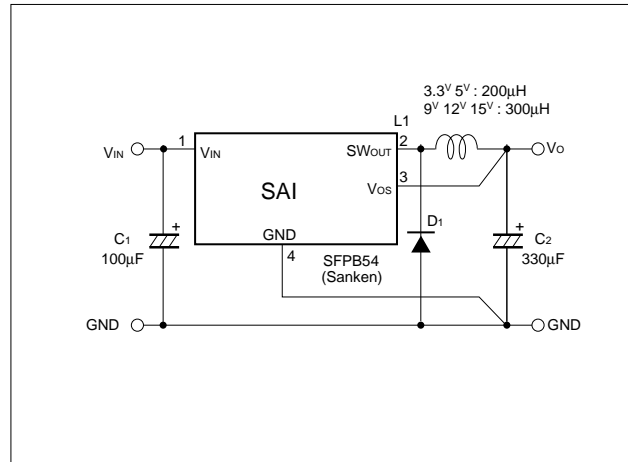 3.3V 5V : 200µH
9V 12V 15V : 300µH
L1
VIN
1
VIN
SWOUT
2
VO
SAI
VOS
3
GND
4
D1
C1
100µF
+
SFPB54
(Sanken)
+
C2
330µF
GND
GND